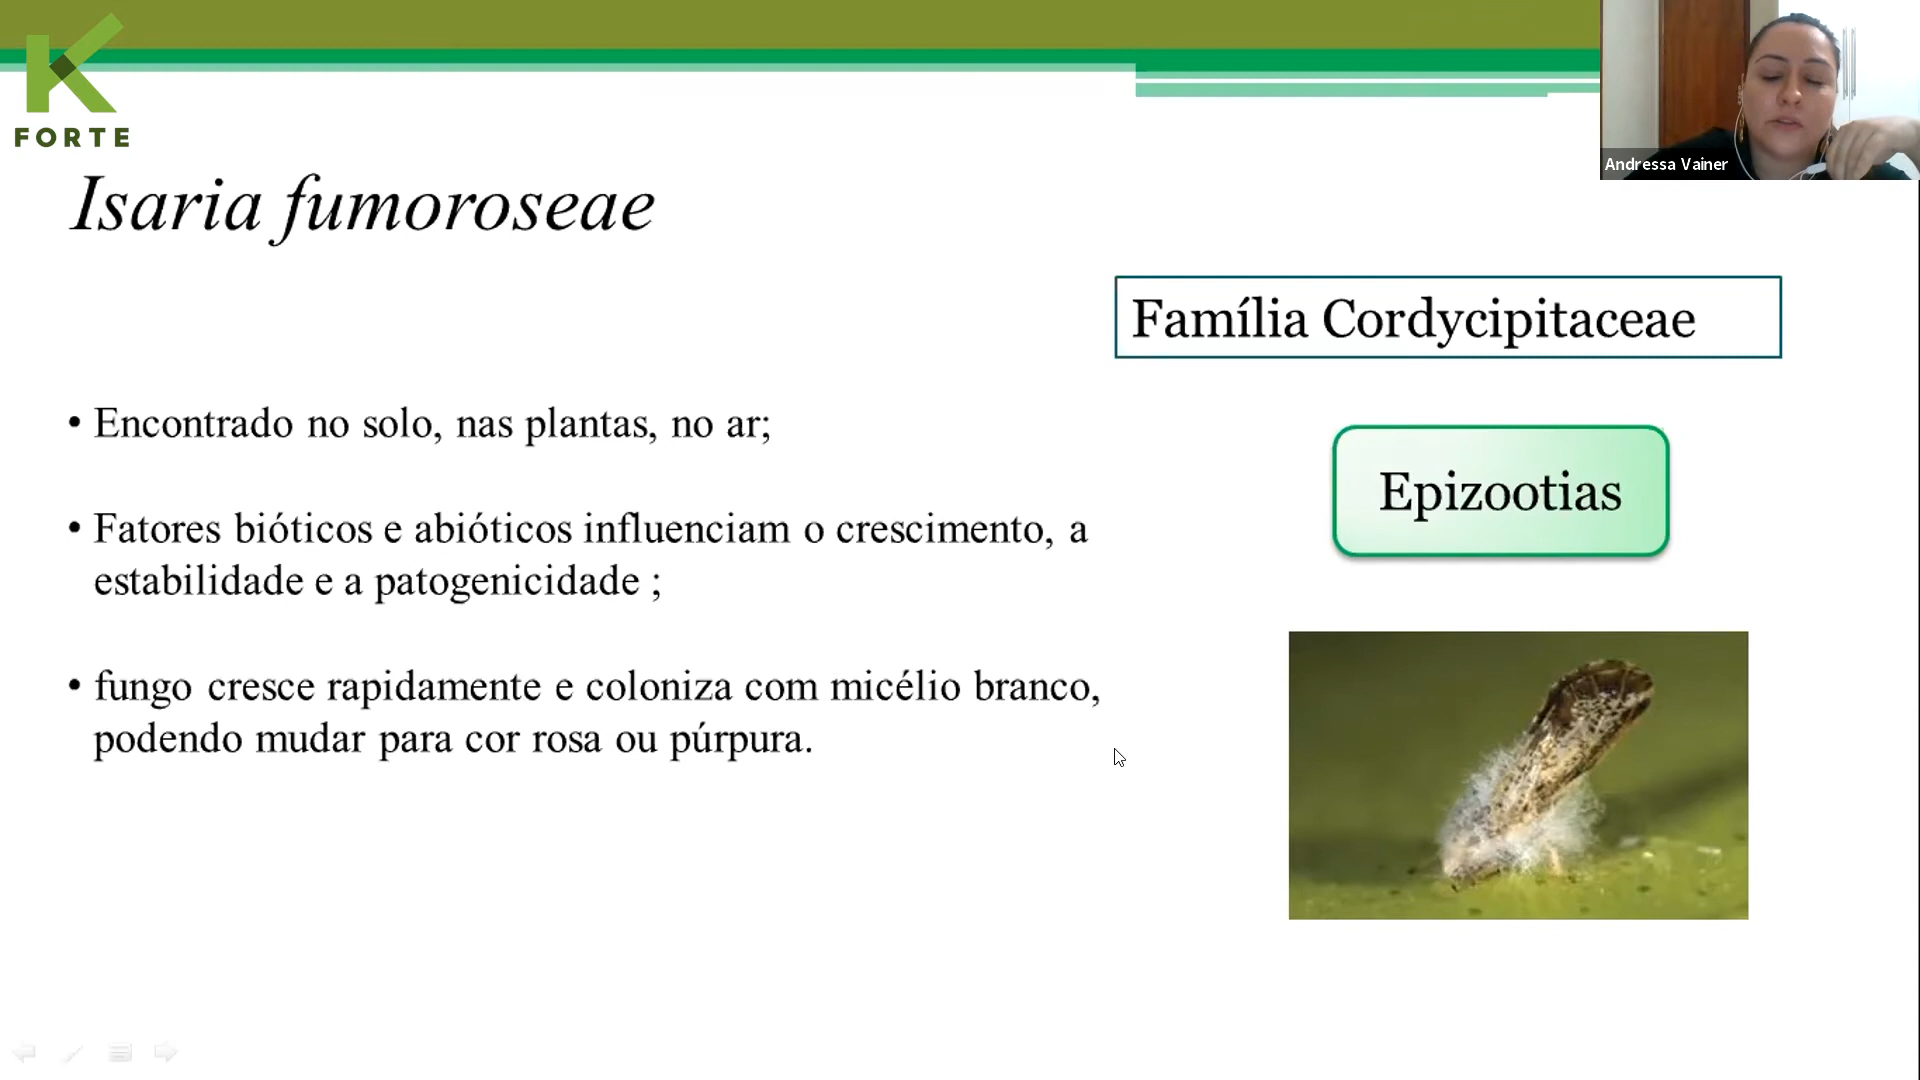 K
FORTE
Andressa Vainer
Isaria fumoroseae
Família Cordycipitaceae
• Encontrado no solo, nas plantas, no ar;
Epizootias
• Fatores bióticos e abióticos influenciam o crescimento, a
estabilidade e a patogenicidade ;
• fungo cresce rapidamente e coloniza com micélio branco,
podendo mudar para cor rosa ou púrpura.